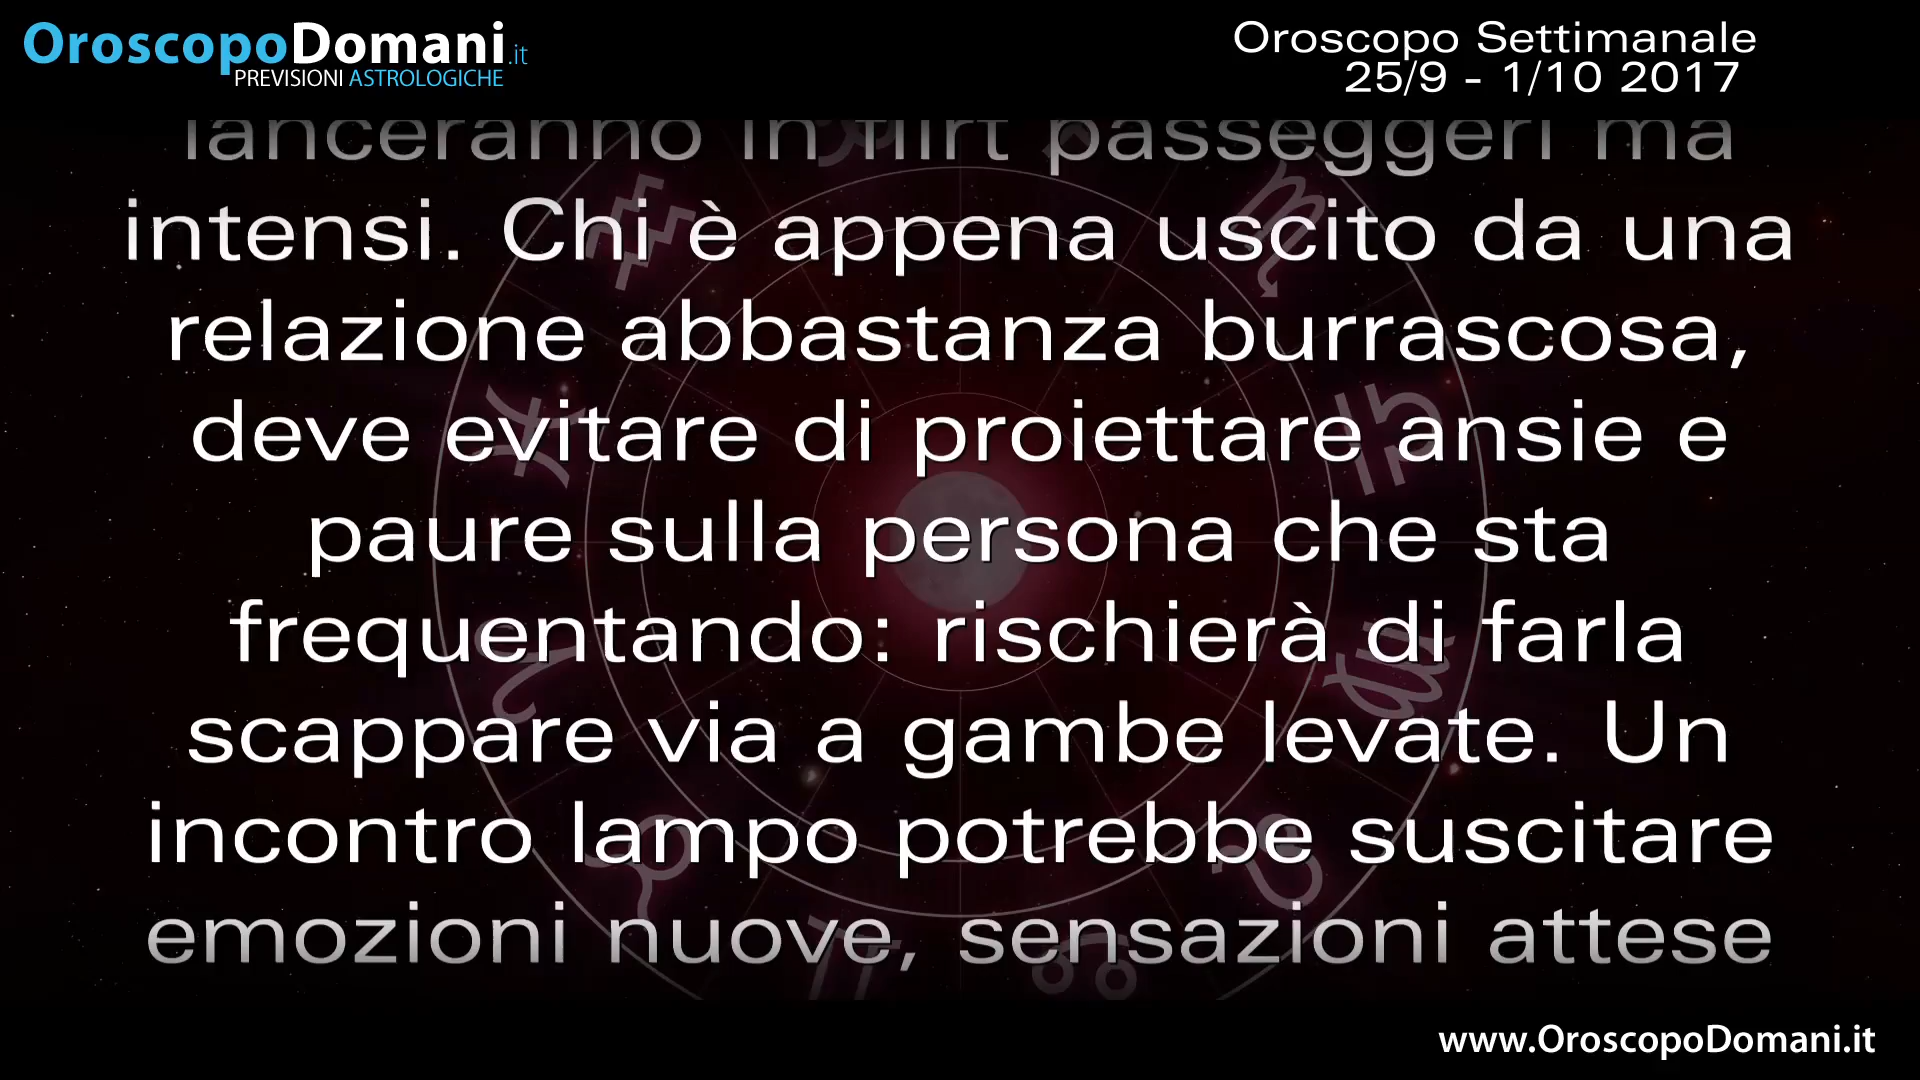 OroscopoDomani.it
PREVISIONI ASTROLOGICHE
Oroscopo Settimanale
25/9 - 1/10 2017
lanceranno in flirt passeggeri ma
intensi. Chi è appena uscito da una
relazione abbastanza burrascosa,
deve evitare di proiettare ansie e
paure sulla persona che sta
frequentando: rischierà di farla
scappare via a gambe levate. Un
incontro lampo potrebbe suscitare
emozioni nuove, sensazioni attese
www.OroscopoDomani.it